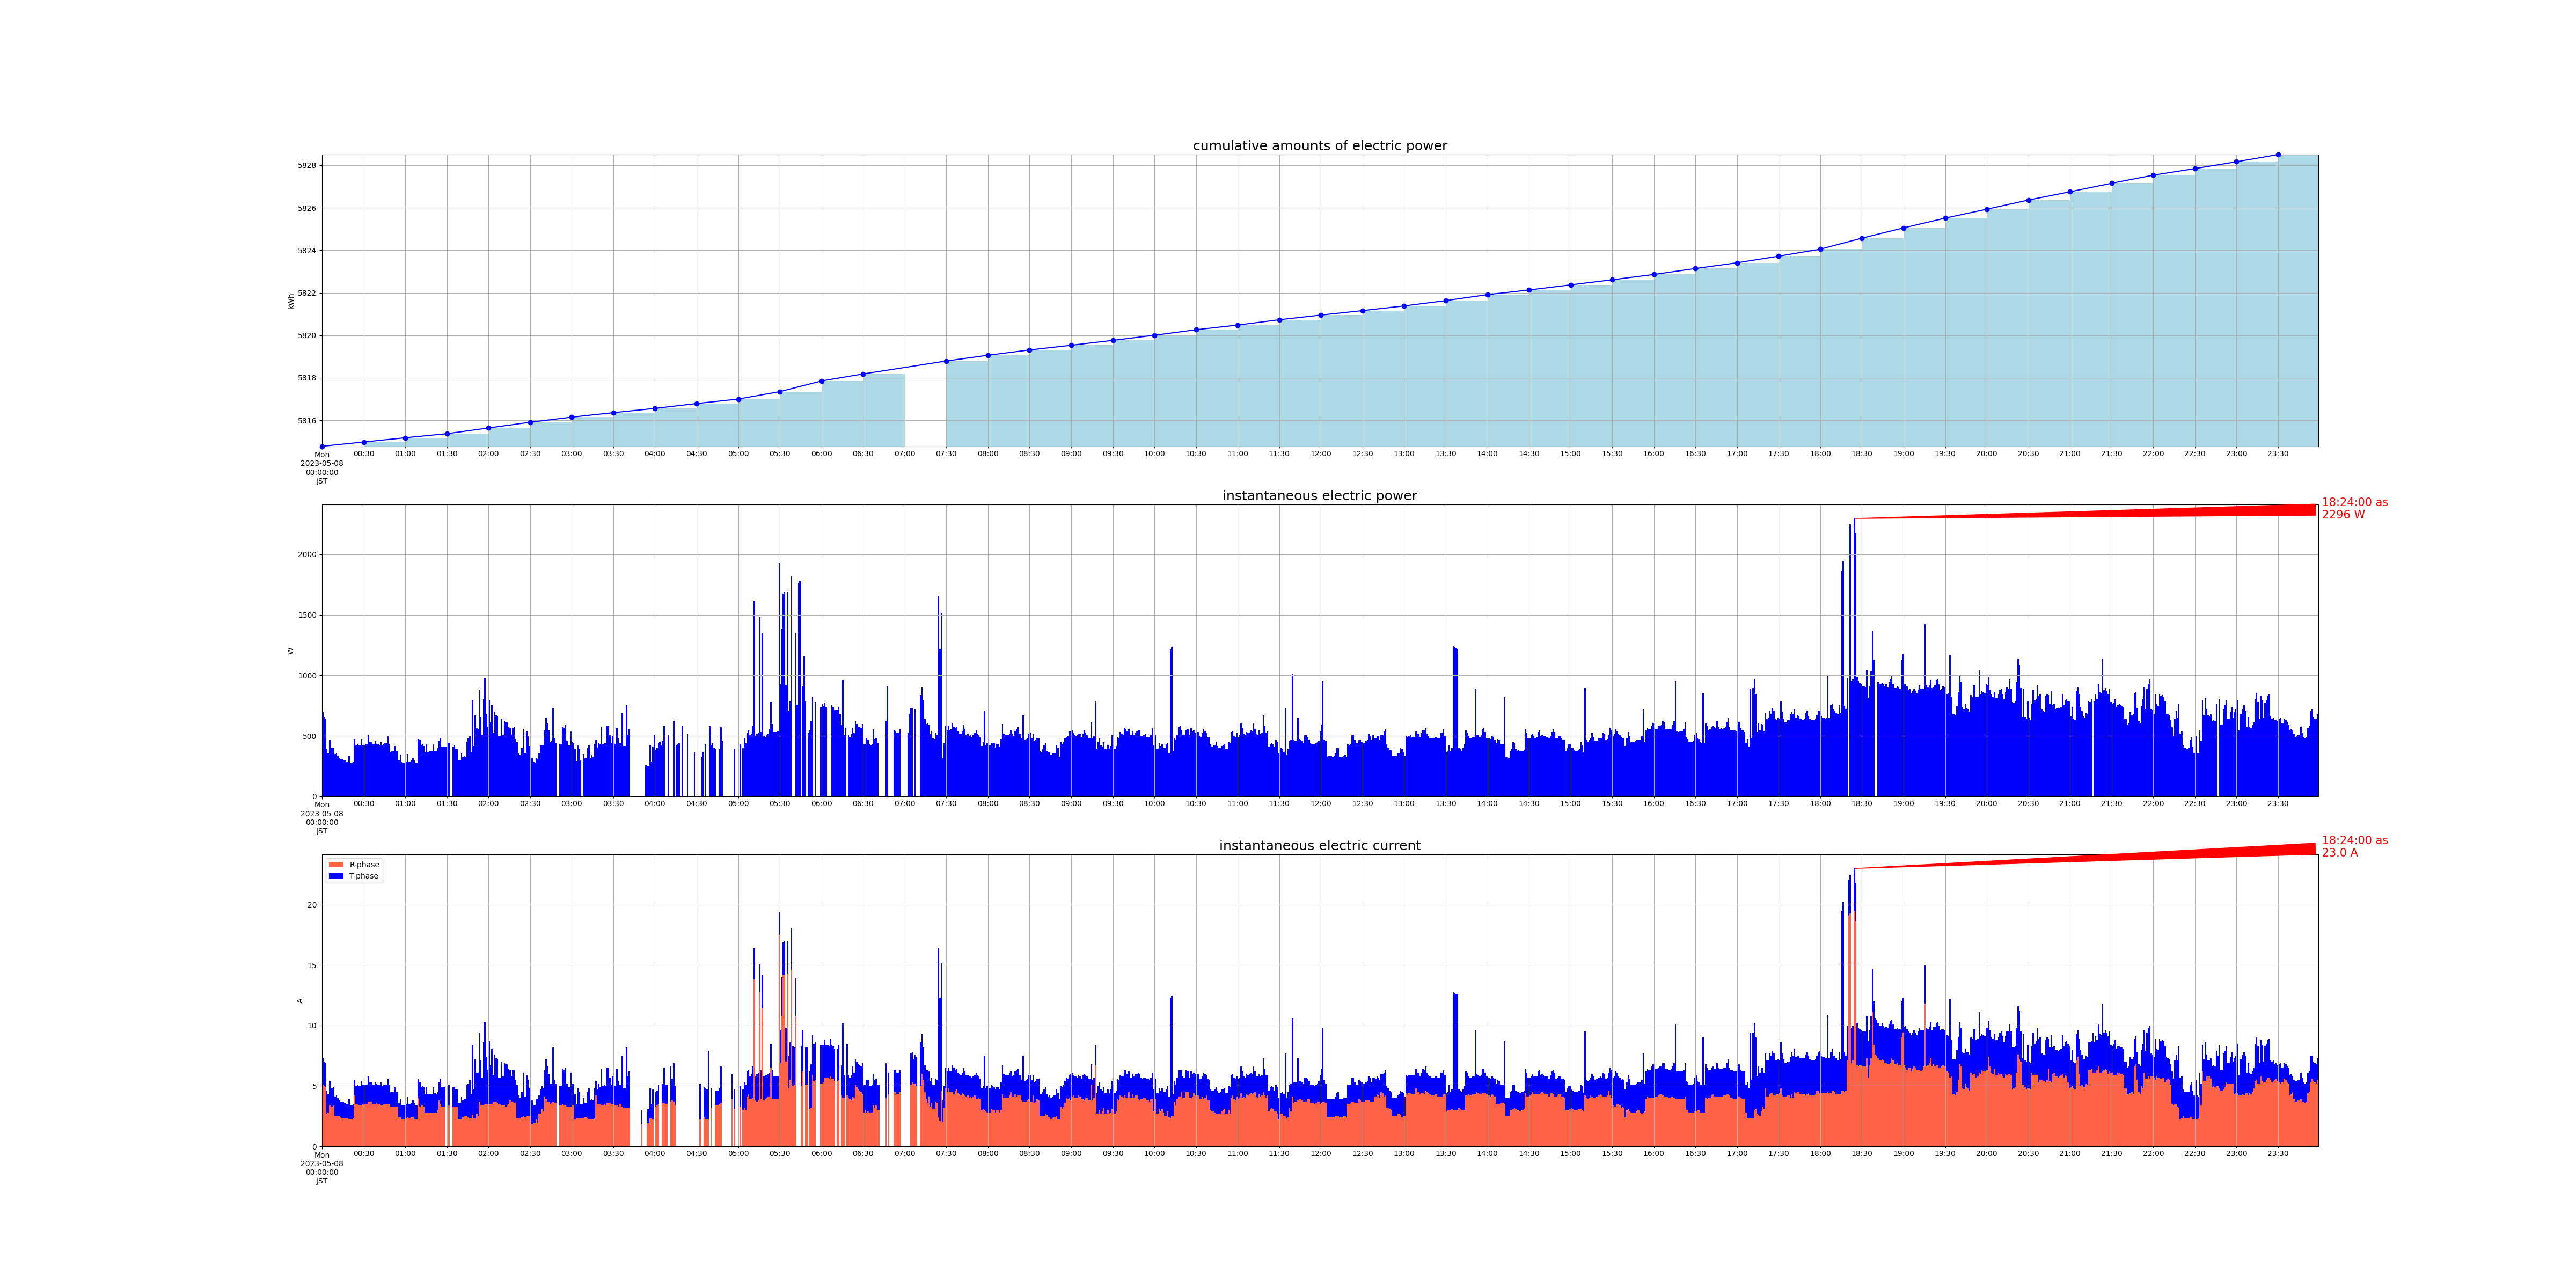 cumulative amounts of electric power
5828
5826
5824
5822
5820
5818
5816
kWh
Mon 00:30 01:00 01:30 02:00 02:30 03:00 03:30 04:00 04:30 05:00 05:30 06:00 06:30 07:00 07:30 08:00 08:30 09:00 09:30 10:00 10:30 11:00 11:30 12:00 12:30 13:00 13:30 14:00 14:30 15:00 15:30 16:00 16:30 17:00 17:30 18:00 18:30 19:00 19:30 20:00 20:30 21:00 21:30 22:00 22:30 23:00 23:30
2023-05-08
00:00:00
JST
instantaneous electric power
18:24:00 as
2296 W
2000
1500
1000
500
0
W
Mon 00:30 01:00 01:30 02:00 02:30 03:00 03:30 04:00 04:30 05:00 05:30 06:00 06:30 07:00 07:30 08:00 08:30 09:00 09:30 10:00 10:30 11:00 11:30 12:00 12:30 13:00 13:30 14:00 14:30 15:00 15:30 16:00 16:30 17:00 17:30 18:00 18:30 19:00 19:30 20:00 20:30 21:00 21:30 22:00 22:30 23:00 23:30
2023-05-08
00:00:00
JST
instantaneous electric current
18:24:00 as
23.0 A
R-phase
T-phase
20
15
10
5
0
A
Mon 00:30 01:00 01:30 02:00 02:30 03:00 03:30 04:00 04:30 05:00 05:30 06:00 06:30 07:00 07:30 08:00 08:30 09:00 09:30 10:00 10:30 11:00 11:30 12:00 12:30 13:00 13:30 14:00 14:30 15:00 15:30 16:00 16:30 17:00 17:30 18:00 18:30 19:00 19:30 20:00 20:30 21:00 21:30 22:00 22:30 23:00 23:30
2023-05-08
00:00:00
JST